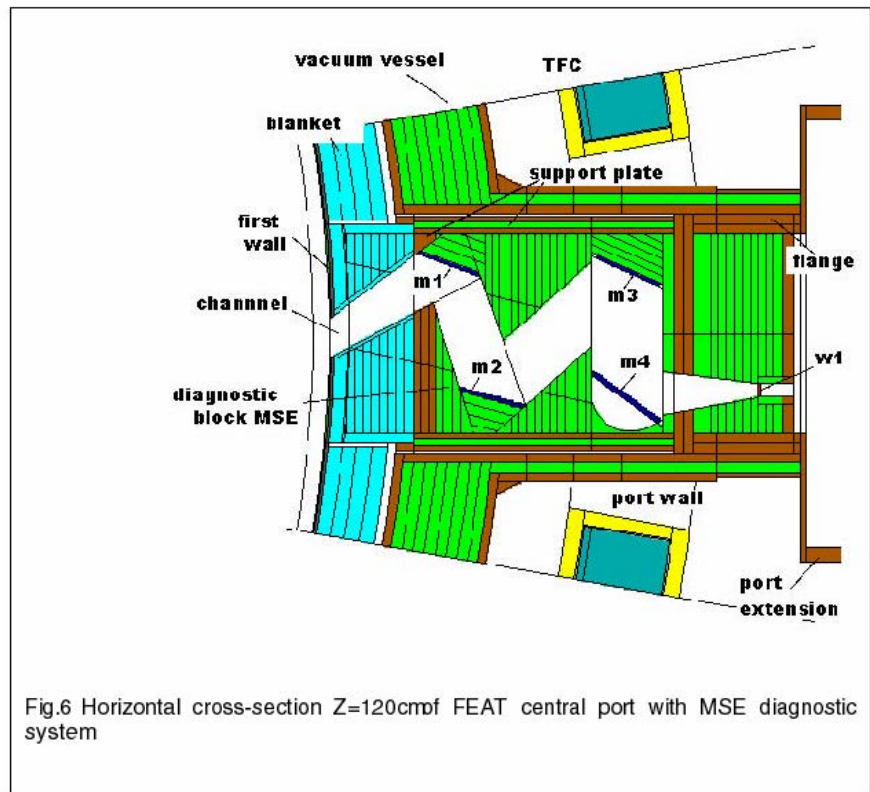 vacuum vessel
TFC
blanket
support plate
first
wall
flange
m1
m3
channnel
m4
w1
m2
diagnostic
block MSE
port wall
port
extension
Fig.6 Horizontal cross-section Z=120cmof FEAT central port with MSE diagnostic
system